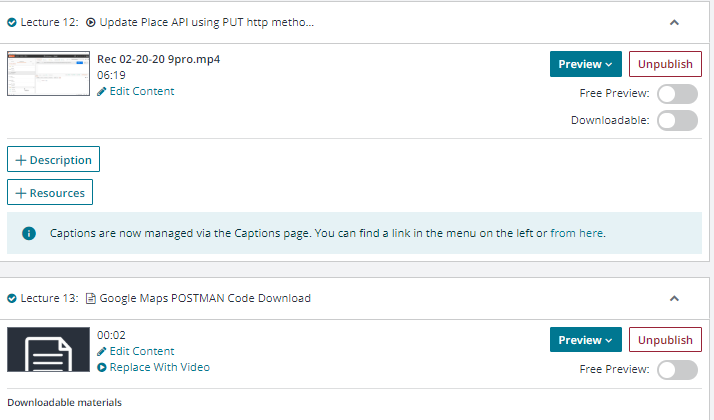 Lecture 12: Update Place API using PUT http metho...
Rec 02-20-20 9pro.mp4
Preview
Unpublish
06:19
Edit Content
Free Preview:
Downloadable:
+ Description
+ Resources
Captions are now managed via the Captions page. You can find a link in the menu on the left or from here.
Lecture 13: Google Maps POSTMAN Code Download
00:02
Preview
Unpublish
Edit Content
Replace With Video
Free Preview:
Downloadable materials